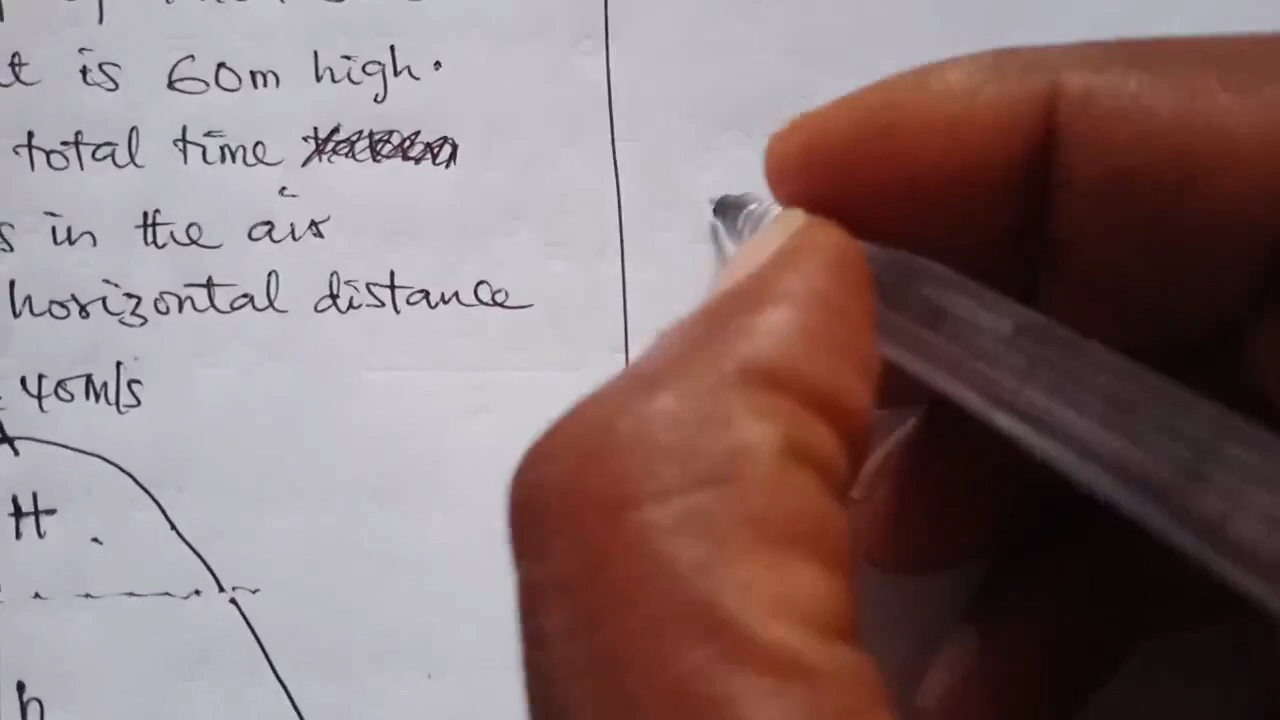 t is 60m high.
total time
s in the air
horizontal distance
40m/s
H
h